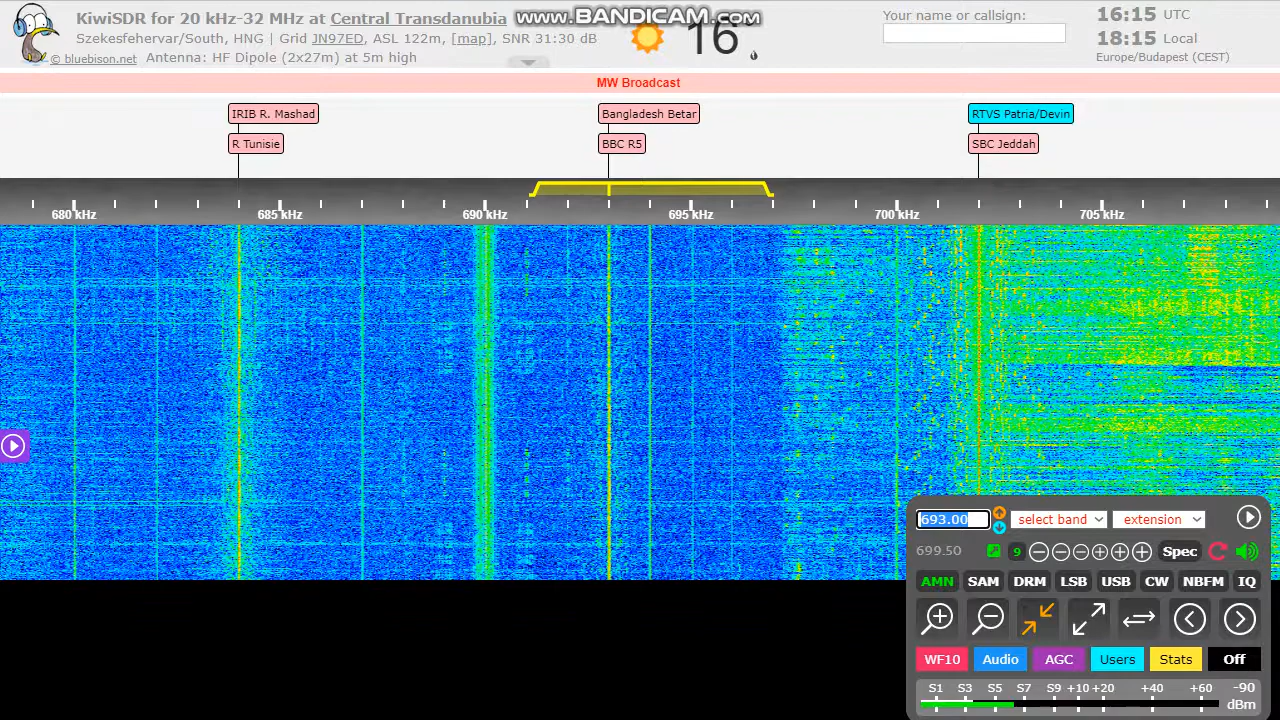 KiwiSDR for 20 kHz-32 MHz at Central Transdanubia
www.BANDICAM.com
Szekesfehervar/South, HNG | Grid JN97ED, ASL 122m, [map], SNR 31:30 dB
© bluebison.net
Antenna: HF Dipole (2x27m) at 5m high
16°
Your name or callsign:
16:15 UTC
18:15 Local
Europe/Budapest (CEST)
MW Broadcast
IRIB R. Mashad
Bangladesh Betar
RTVS Patria/Devin
R Tunisie
BBC R5
SBC Jeddah
680 kHz 685 kHz 690 kHz 695 kHz 700 kHz 705 kHz
693.00 select band extension
699.50 9 Spec
AMN SAM DRM LSB USB CW NBFM IQ
WF10 Audio AGC Users Stats Off
S1 S3 S5 S7 S9 +10 +20 +40 +60 -90
dBm